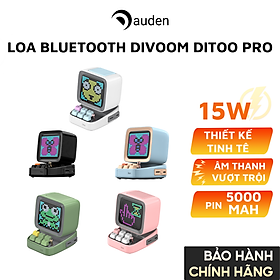 auden
LOA BLUETOOTH DIVOOM DITOO PRO
15W
THIẾT KẾ
TINH TẾ
ÂM THANH
VƯỢT TRỘI
PIN 5000
MAH
BẢO HÀNH
CHÍNH HÃNG